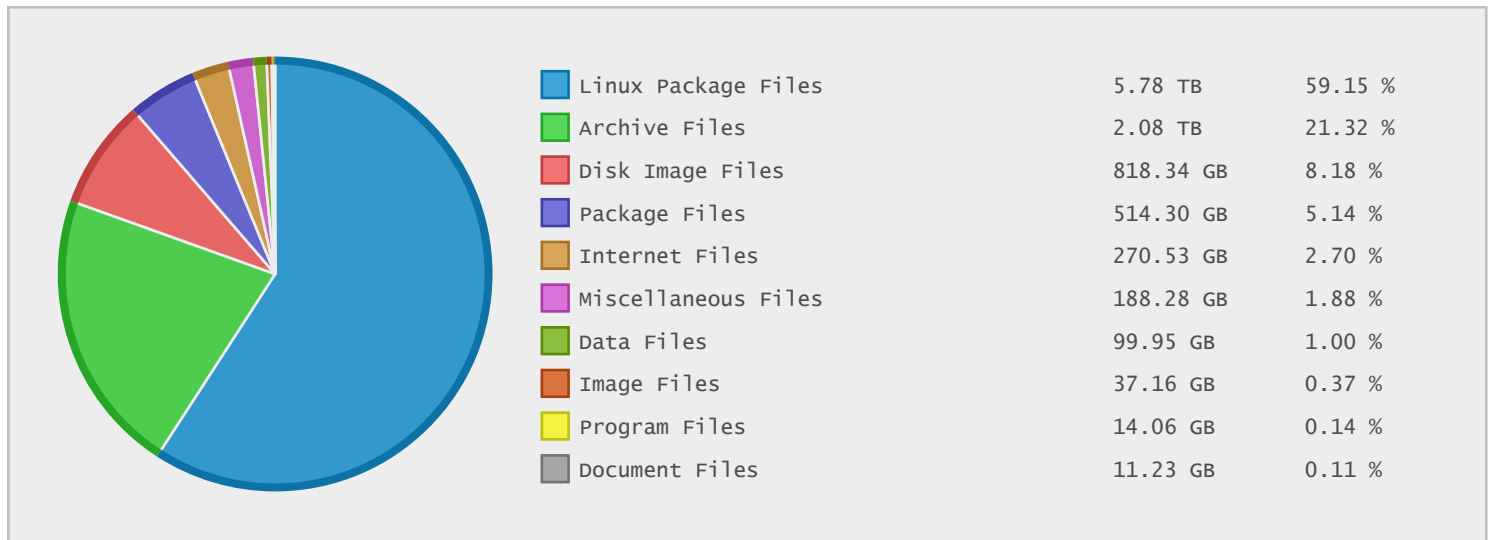 Linux Package Files 5.78 TB 59.15 %
Archive Files 2.08 TB 21.32 %
Disk Image Files 818.34 GB 8.18 %
Package Files 514.30 GB 5.14 %
Internet Files 270.53 GB 2.70 %
Miscellaneous Files 188.28 GB 1.88 %
Data Files 99.95 GB 1.00 %
Image Files 37.16 GB 0.37 %
Program Files 14.06 GB 0.14 %
Document Files 11.23 GB 0.11 %